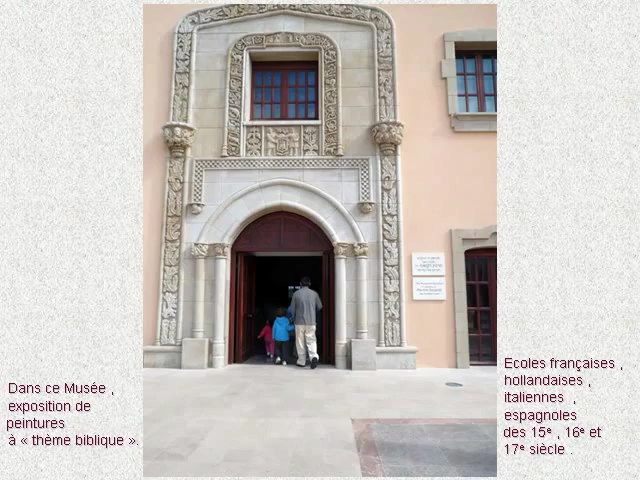 Dans ce Musée ,
exposition de
peintures
à « thème biblique ».
Ecoles françaises ,
hollandaises ,
italiennes ,
espagnoles
des 15e , 16e et
17e siècle .